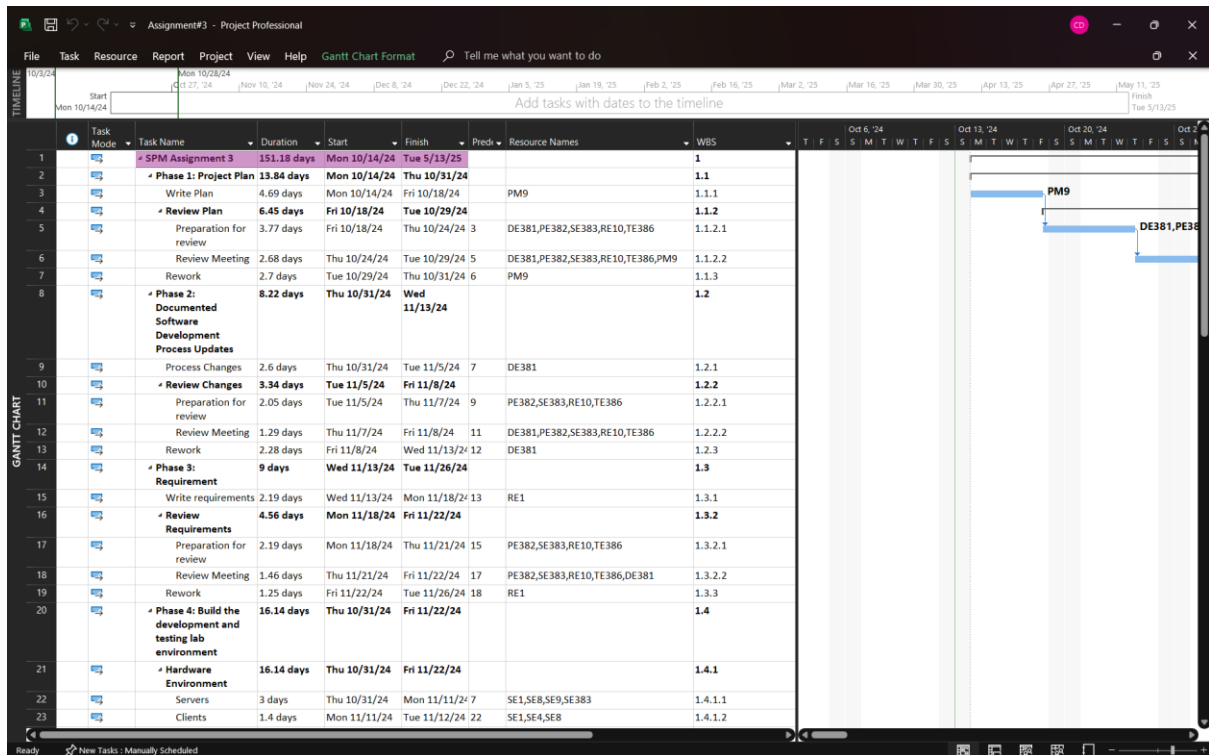 Assignment#3 - Project Professional
CD
File Task Resource Report Project View Help Gantt Chart Format Tell me what you want to do
TIMELINE
10/3/24 Mon 10/28/24
Oct 27, '24 Nov 10, '24 Nov 24, '24 Dec 8, '24 Dec 22, '24 Jan 5, '25 Jan 19, '25 Feb 2, '25 Feb 16, '25 Mar 2, '25 Mar 16, '25 Mar 30, '25 Apr 13, '25 Apr 27, '25 May 11, '25
Start
Mon 10/14/24
Add tasks with dates to the timeline
Finish
Tue 5/13/25
Task Mode Task Name Duration Start Finish Prede Resource Names WBS
Oct 6, '24 Oct 13, '24 Oct 20, '24 Oct 2
T F S S M T W T F S S M T W T F S S M T W T F S S M
GANTT CHART
1 SPM Assignment 3 151.18 days Mon 10/14/24 Tue 5/13/25 1
2 Phase 1: Project Plan 13.84 days Mon 10/14/24 Thu 10/31/24 1.1
3 Write Plan 4.69 days Mon 10/14/24 Fri 10/18/24 PM9 1.1.1
PM9
4 Review Plan 6.45 days Fri 10/18/24 Tue 10/29/24 1.1.2
5 Preparation for review 3.77 days Fri 10/18/24 Thu 10/24/24 3 DE381,PE382,SE383,RE10,TE386 1.1.2.1
DE381,PE38
6 Review Meeting 2.68 days Thu 10/24/24 Tue 10/29/24 5 DE381,PE382,SE383,RE10,TE386,PM9 1.1.2.2
7 Rework 2.7 days Tue 10/29/24 Thu 10/31/24 6 PM9 1.1.3
8 Phase 2: Documented Software Development Process Updates 8.22 days Thu 10/31/24 Wed 11/13/24 1.2
9 Process Changes 2.6 days Thu 10/31/24 Tue 11/5/24 7 DE381 1.2.1
10 Review Changes 3.34 days Tue 11/5/24 Fri 11/8/24 1.2.2
11 Preparation for review 2.05 days Tue 11/5/24 Thu 11/7/24 9 PE382,SE383,RE10,TE386 1.2.2.1
12 Review Meeting 1.29 days Thu 11/7/24 Fri 11/8/24 11 DE381,PE382,SE383,RE10,TE386 1.2.2.2
13 Rework 2.28 days Fri 11/8/24 Wed 11/13/24 12 DE381 1.2.3
14 Phase 3: Requirement 9 days Wed 11/13/24 Tue 11/26/24 1.3
15 Write requirements 2.19 days Wed 11/13/24 Mon 11/18/24 13 RE1 1.3.1
16 Review Requirements 4.56 days Mon 11/18/24 Fri 11/22/24 1.3.2
17 Preparation for review 2.19 days Mon 11/18/24 Thu 11/21/24 15 PE382,SE383,RE10,TE386 1.3.2.1
18 Review Meeting 1.46 days Thu 11/21/24 Fri 11/22/24 17 PE382,SE383,RE10,TE386,DE381 1.3.2.2
19 Rework 1.25 days Fri 11/22/24 Tue 11/26/24 18 RE1 1.3.3
20 Phase 4: Build the development and testing lab environment 16.14 days Thu 10/31/24 Fri 11/22/24 1.4
21 Hardware Environment 16.14 days Thu 10/31/24 Fri 11/22/24 1.4.1
22 Servers 3 days Thu 10/31/24 Mon 11/11/24 7 SE1,SE8,SE9,SE383 1.4.1.1
23 Clients 1.4 days Mon 11/11/24 Tue 11/12/24 22 SE1,SE4,SE8 1.4.1.2
Ready New Tasks : Manually Scheduled